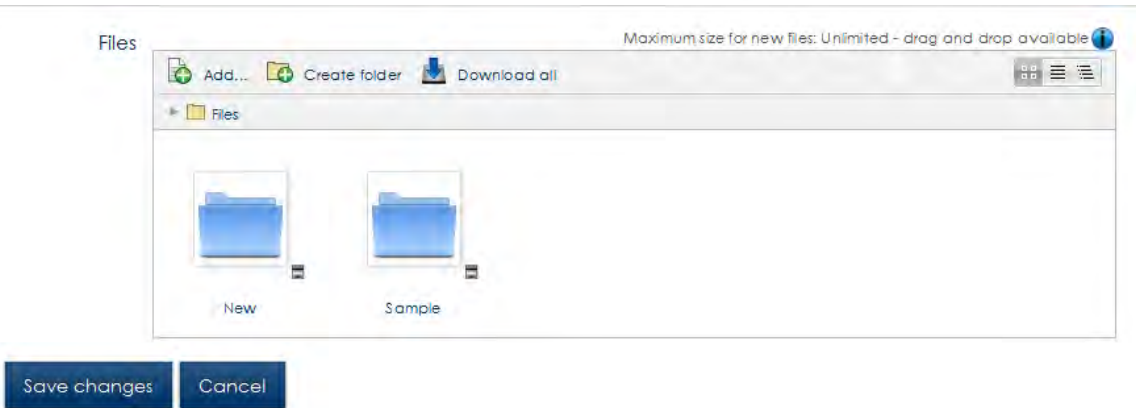 Maximum size for new files: Unlimited - drag and drop available
Files
Add... Create folder Download all
Files
New Sample
Save changes Cancel